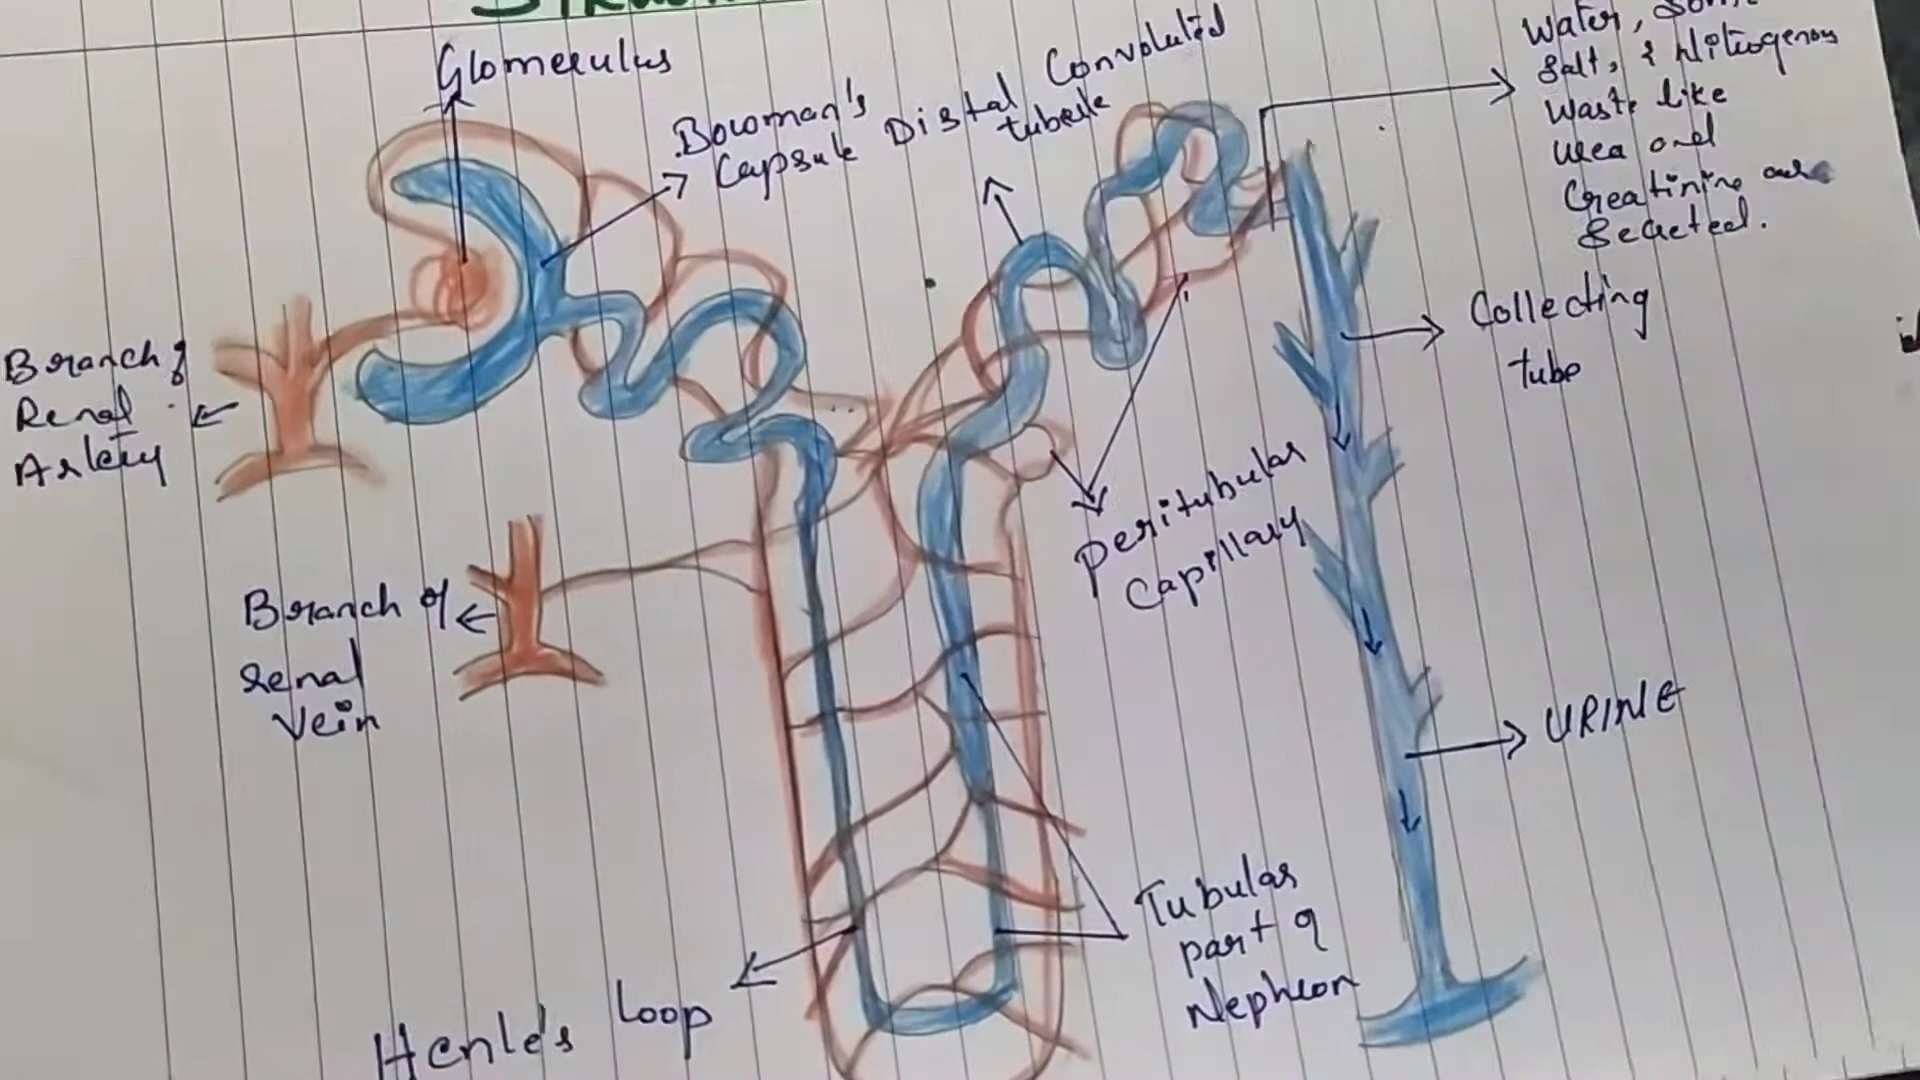 Glomerulus
Bowman's
Capsule
Distal Convoluted
tubule
Water, Some
Salt, & Nitrogenous
Waste like
Urea and
Creatinine are
Secreted.
Branch of
Renal
Artery
Collecting
tube
Peritubular
Capillary
Branch of
renal
Vein
URINE
Tubular
part of
Nephron
Henle's loop